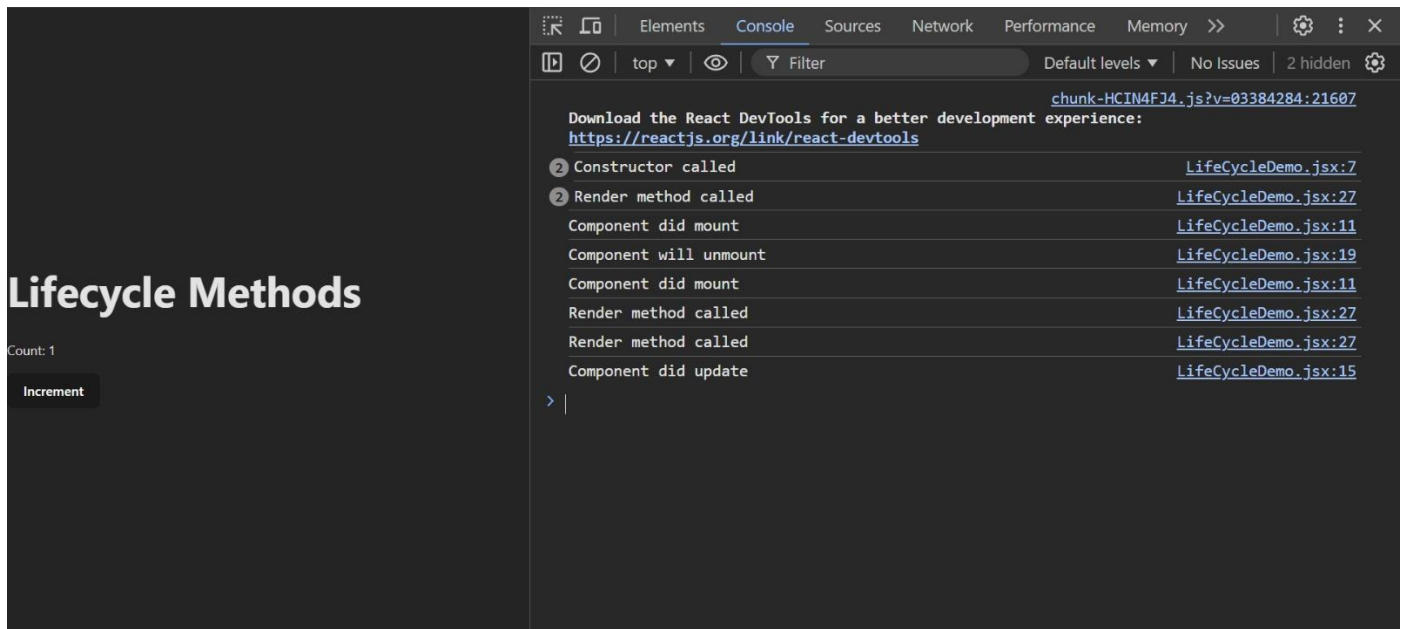 Lifecycle Methods
Count: 1
Increment
Elements Console Sources Network Performance Memory
top Filter Default levels No Issues 2 hidden
chunk-HCIN4FJ4.js?v=03384284:21607
Download the React DevTools for a better development experience:
https://reactjs.org/link/react-devtools
2 Constructor called LifeCycleDemo.jsx:7
2 Render method called LifeCycleDemo.jsx:27
Component did mount LifeCycleDemo.jsx:11
Component will unmount LifeCycleDemo.jsx:19
Component did mount LifeCycleDemo.jsx:11
Render method called LifeCycleDemo.jsx:27
Render method called LifeCycleDemo.jsx:27
Component did update LifeCycleDemo.jsx:15